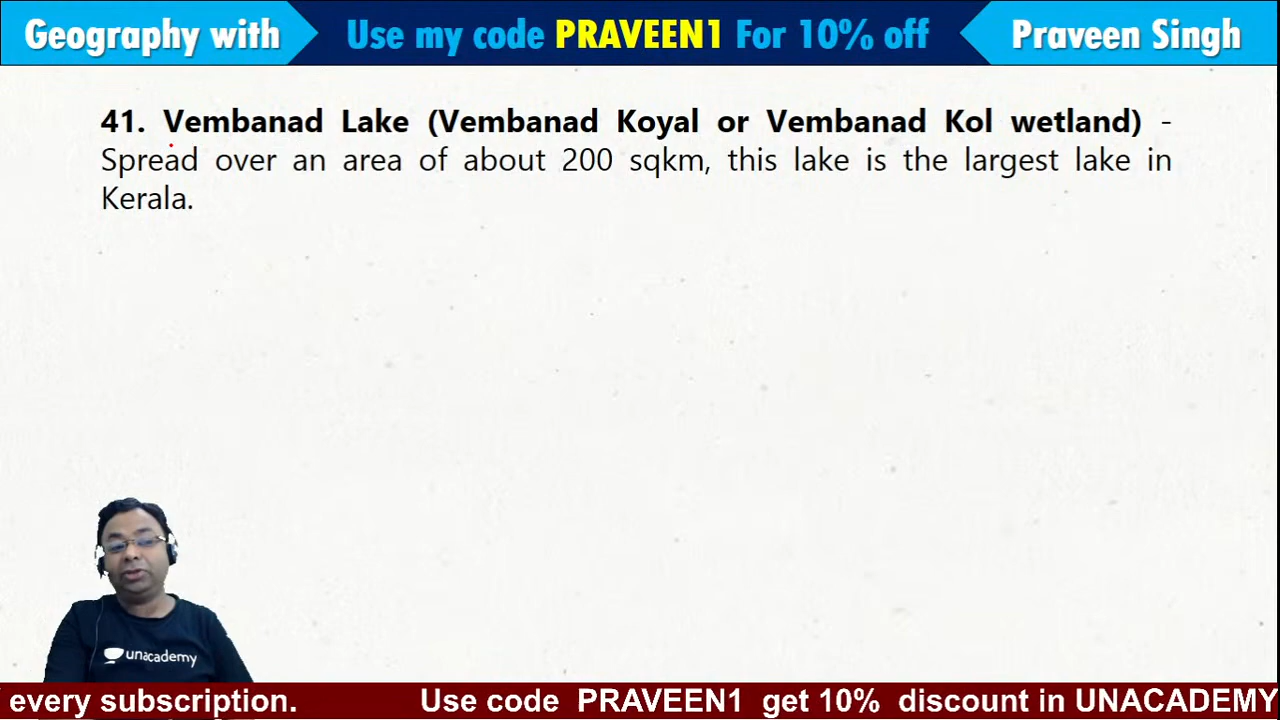 Geography with
Use my code PRAVEEN1 For 10% off
Praveen Singh
41. Vembanad Lake (Vembanad Koyal or Vembanad Kol wetland) -
Spread over an area of about 200 sqkm, this lake is the largest lake in
Kerala.
unacademy
every subscription.
Use code PRAVEEN1 get 10% discount in UNACADEMY